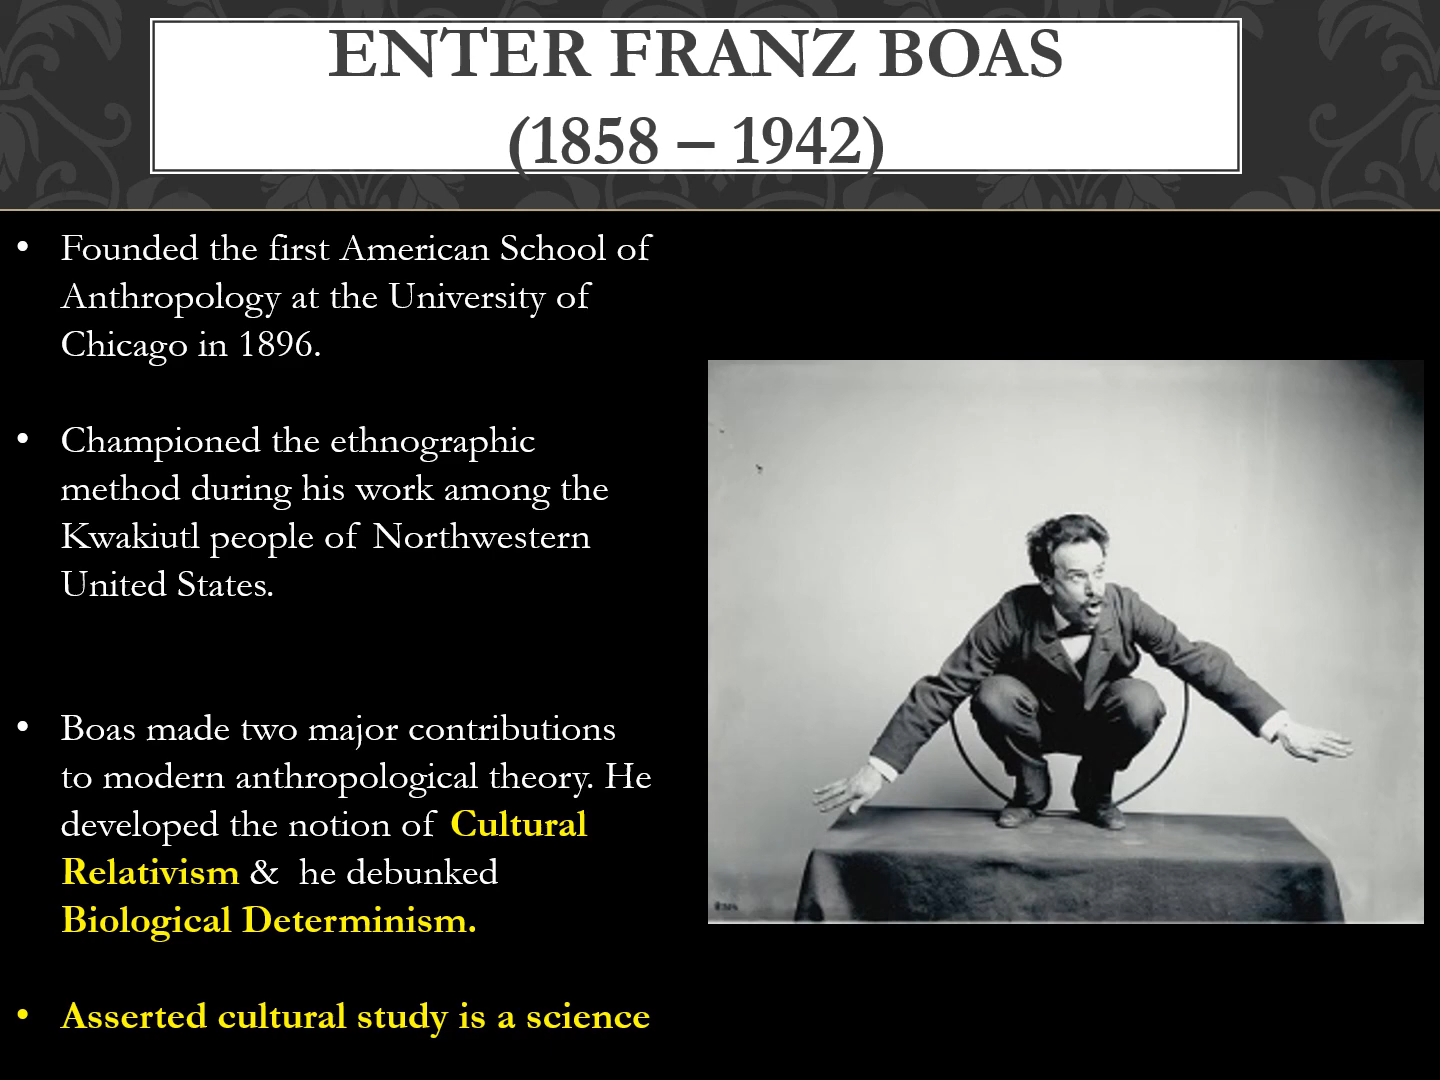 ENTER FRANZ BOAS
(1858 – 1942)
• Founded the first American School of
Anthropology at the University of
Chicago in 1896.
• Championed the ethnographic
method during his work among the
Kwakiutl people of Northwestern
United States.
• Boas made two major contributions
to modern anthropological theory. He
developed the notion of Cultural
Relativism & he debunked
Biological Determinism.
• Asserted cultural study is a science